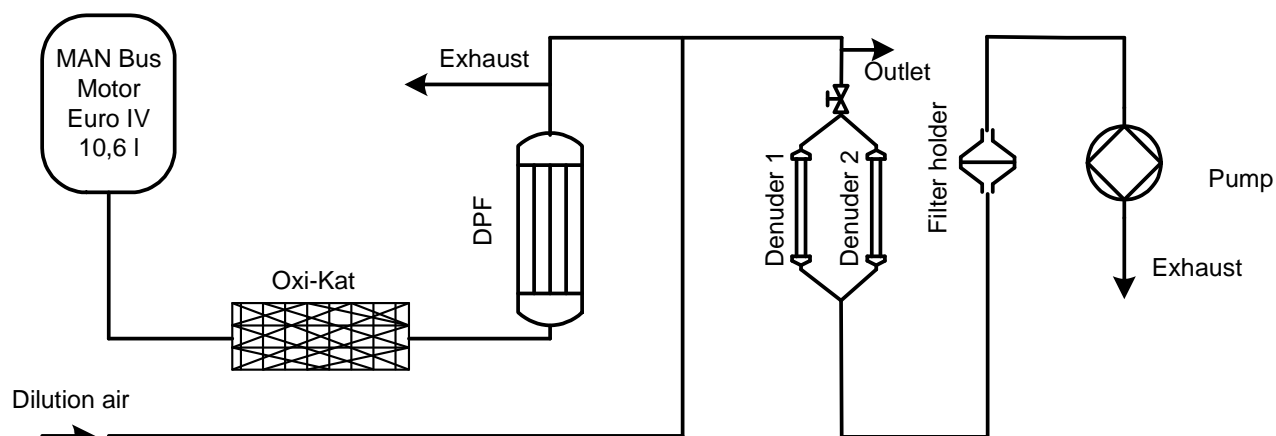 MAN Bus
Motor
Euro IV
10,6 l
Exhaust
Outlet
DPF
Denuder 1
Denuder 2
Filter holder
Pump
Exhaust
Oxi-Kat
Dilution air